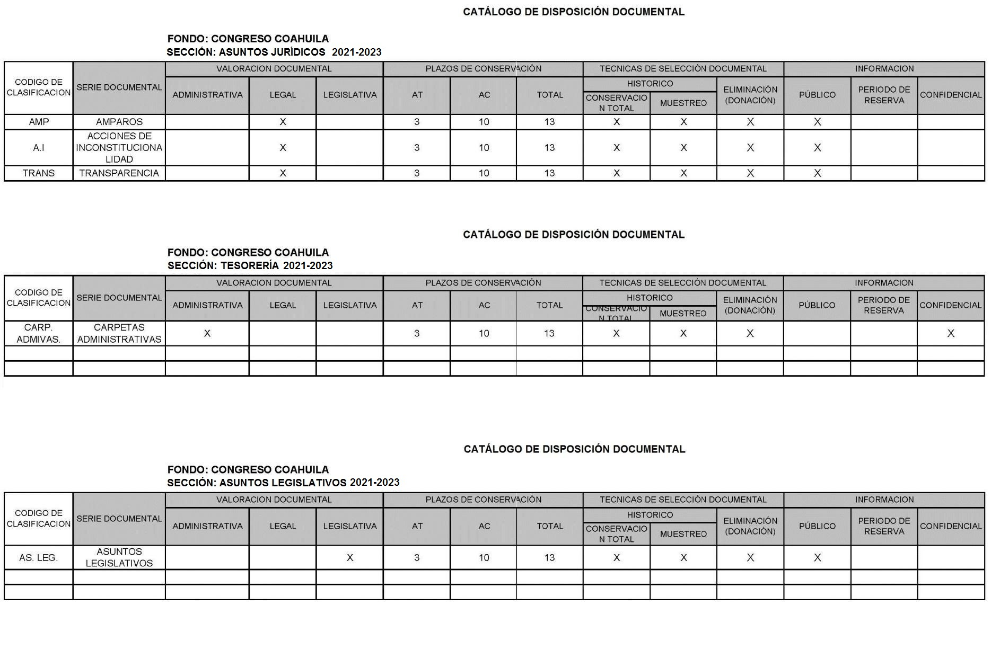 CATÁLOGO DE DISPOSICIÓN DOCUMENTAL
FONDO: CONGRESO COAHUILA
SECCIÓN: ASUNTOS JURÍDICOS 2021-2023
CODIGO DE CLASIFICACION SERIE DOCUMENTAL VALORACION DOCUMENTAL PLAZOS DE CONSERVACIÓN TECNICAS DE SELECCIÓN DOCUMENTAL INFORMACION
ADMINISTRATIVA LEGAL LEGISLATIVA AT AC TOTAL HISTORICO ELIMINACIÓN (DONACIÓN) PÚBLICO PERIODO DE RESERVA CONFIDENCIAL
CONSERVACIO N TOTAL MUESTREO
AMP AMPAROS X 3 10 13 X X X X
A.I ACCIONES DE INCONSTITUCIONA LIDAD X 3 10 13 X X X X
TRANS TRANSPARENCIA X 3 10 13 X X X X
CATÁLOGO DE DISPOSICIÓN DOCUMENTAL
FONDO: CONGRESO COAHUILA
SECCIÓN: TESORERÍA 2021-2023
CODIGO DE CLASIFICACION SERIE DOCUMENTAL VALORACION DOCUMENTAL PLAZOS DE CONSERVACIÓN TECNICAS DE SELECCIÓN DOCUMENTAL INFORMACION
ADMINISTRATIVA LEGAL LEGISLATIVA AT AC TOTAL HISTORICO ELIMINACIÓN (DONACIÓN) PÚBLICO PERIODO DE RESERVA CONFIDENCIAL
CONSERVACIO N TOTAL MUESTREO
CARP. ADMIVAS. CARPETAS ADMINISTRATIVAS X 3 10 13 X X X X
CATÁLOGO DE DISPOSICIÓN DOCUMENTAL
FONDO: CONGRESO COAHUILA
SECCIÓN: ASUNTOS LEGISLATIVOS 2021-2023
CODIGO DE CLASIFICACION SERIE DOCUMENTAL VALORACION DOCUMENTAL PLAZOS DE CONSERVACIÓN TECNICAS DE SELECCIÓN DOCUMENTAL INFORMACION
ADMINISTRATIVA LEGAL LEGISLATIVA AT AC TOTAL HISTORICO ELIMINACIÓN (DONACIÓN) PÚBLICO PERIODO DE RESERVA CONFIDENCIAL
CONSERVACIO N TOTAL MUESTREO
AS. LEG. ASUNTOS LEGISLATIVOS X 3 10 13 X X X X